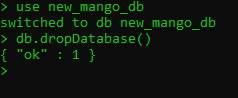 > use new_mango_db
switched to db new_mango_db
> db.dropDatabase()
{ "ok" : 1 }
>